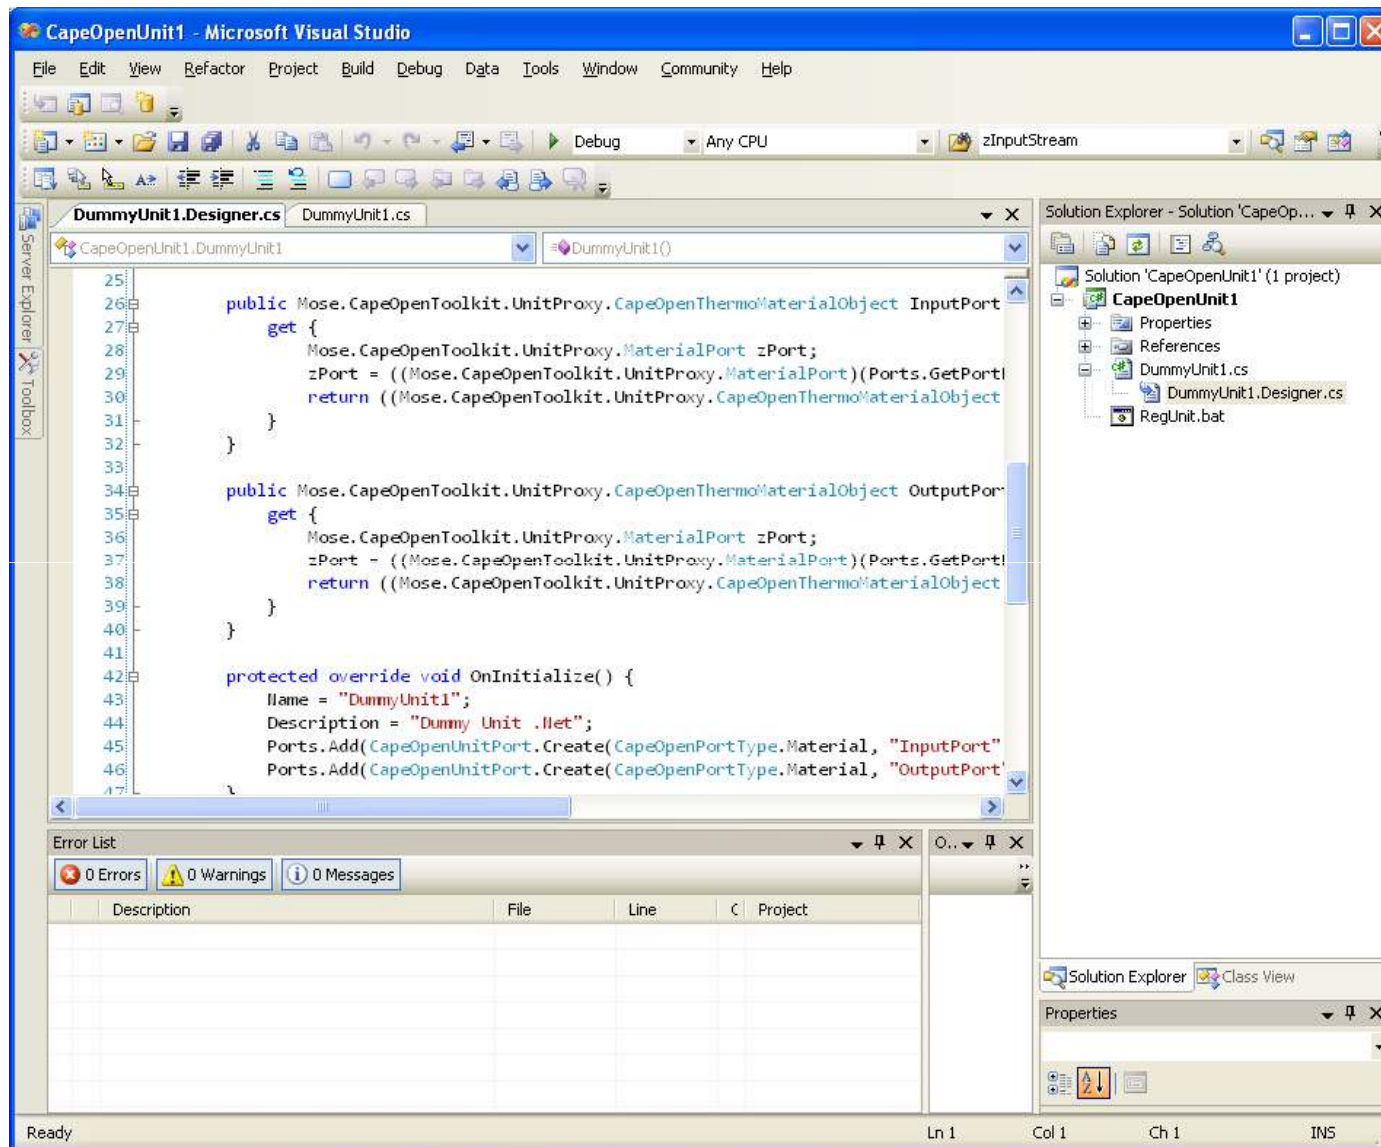 CapeOpenUnit1 - Microsoft Visual Studio
File Edit View Refactor Project Build Debug Data Tools Window Community Help
Debug Any CPU zInputStream
DummyUnit1.Designer.cs DummyUnit1.cs
CapeOpenUnit1.DummyUnit1 DummyUnit1()
Server Explorer
Toolbox
25
26 public Mose.CapeOpenToolkit.UnitProxy.CapeOpenThermoMaterialObject InputPort
27 get {
28 Mose.CapeOpenToolkit.UnitProxy.MaterialPort zPort;
29 zPort = ((Mose.CapeOpenToolkit.UnitProxy.MaterialPort)(Ports.GetPort
30 return ((Mose.CapeOpenToolkit.UnitProxy.CapeOpenThermoMaterialObject
31 }
32 }
33
34 public Mose.CapeOpenToolkit.UnitProxy.CapeOpenThermoMaterialObject OutputPor
35 get {
36 Mose.CapeOpenToolkit.UnitProxy.MaterialPort zPort;
37 zPort = ((Mose.CapeOpenToolkit.UnitProxy.MaterialPort)(Ports.GetPort
38 return ((Mose.CapeOpenToolkit.UnitProxy.CapeOpenThermoMaterialObject
39 }
40 }
41
42 protected override void OnInitialize() {
43 Name = "DummyUnit1";
44 Description = "Dummy Unit .Net";
45 Ports.Add(CapeOpenUnitPort.Create(CapeOpenPortType.Material, "InputPort"
46 Ports.Add(CapeOpenUnitPort.Create(CapeOpenPortType.Material, "OutputPort"
47 }
Error List
0 Errors 0 Warnings 0 Messages
Description File Line C Project
O..
Solution Explorer - Solution 'CapeOp...
Solution 'CapeOpenUnit1' (1 project)
CapeOpenUnit1
Properties
References
DummyUnit1.cs
DummyUnit1.Designer.cs
RegUnit.bat
Solution Explorer Class View
Properties
Ready Ln 1 Col 1 Ch 1 INS